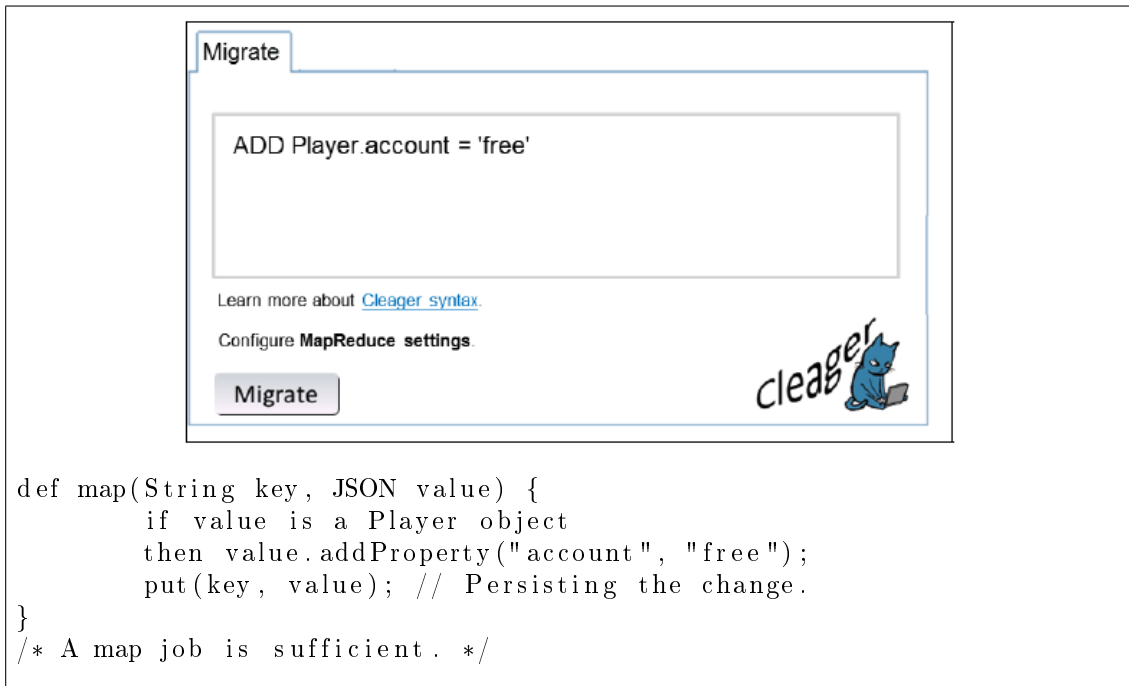 Migrate
ADD Player.account = 'free'
Learn more about Cleager syntax.
Configure MapReduce settings.
Migrate
cleager
def map(String key, JSON value) {
if value is a Player object
then value.addProperty("account", "free");
put(key, value); // Persisting the change.
}
/* A map job is sufficient. */